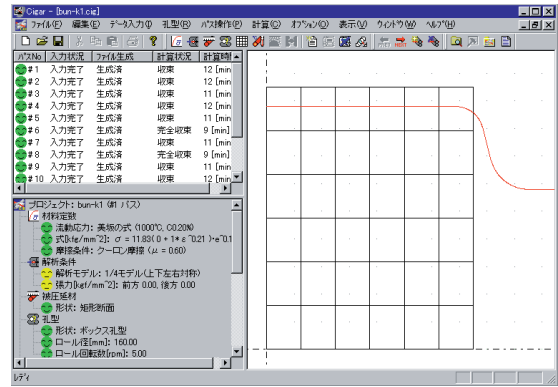 Cigar - [bun-k1.cie]
ファイル(F) 編集(E) データ入力(I) 孔型(R) パス操作(P) 計算(C) オプション(O) 表示(V) ウィンドウ(W) ヘルプ(H)
パスNo 入力状況 ファイル生成 計算状況 計算時
#1 入力完了 生成済 収束 12 [min
#2 入力完了 生成済 収束 12 [min
#3 入力完了 生成済 収束 11 [min
#4 入力完了 生成済 収束 12 [min
#5 入力完了 生成済 収束 11 [min
#6 入力完了 生成済 完全収束 9 [min]
#7 入力完了 生成済 収束 11 [min
#8 入力完了 生成済 完全収束 9 [min]
#9 入力完了 生成済 収束 11 [min
#10 入力完了 生成済 収束 12 [min
プロジェクト: bun-k1 (#1 パス)
材料定数
流動応力: 美坂の式 (1000℃, C0.20%)
式[kfg/mm^2]: σ = 11.83( 0 + 1* ε ^0.21 )*e^0.1
摩擦条件: クーロン摩擦 (μ = 0.60)
解析条件
解析モデル: 1/4モデル(上下左右対称)
張力[kgf/mm^2]: 前方 0.00, 後方 0.00
被圧延材
形状: 矩形断面
孔型
形状: ボックス孔型
ロール径[mm]: 160.00
ロール回転数[rpm]: 5.00
レディ